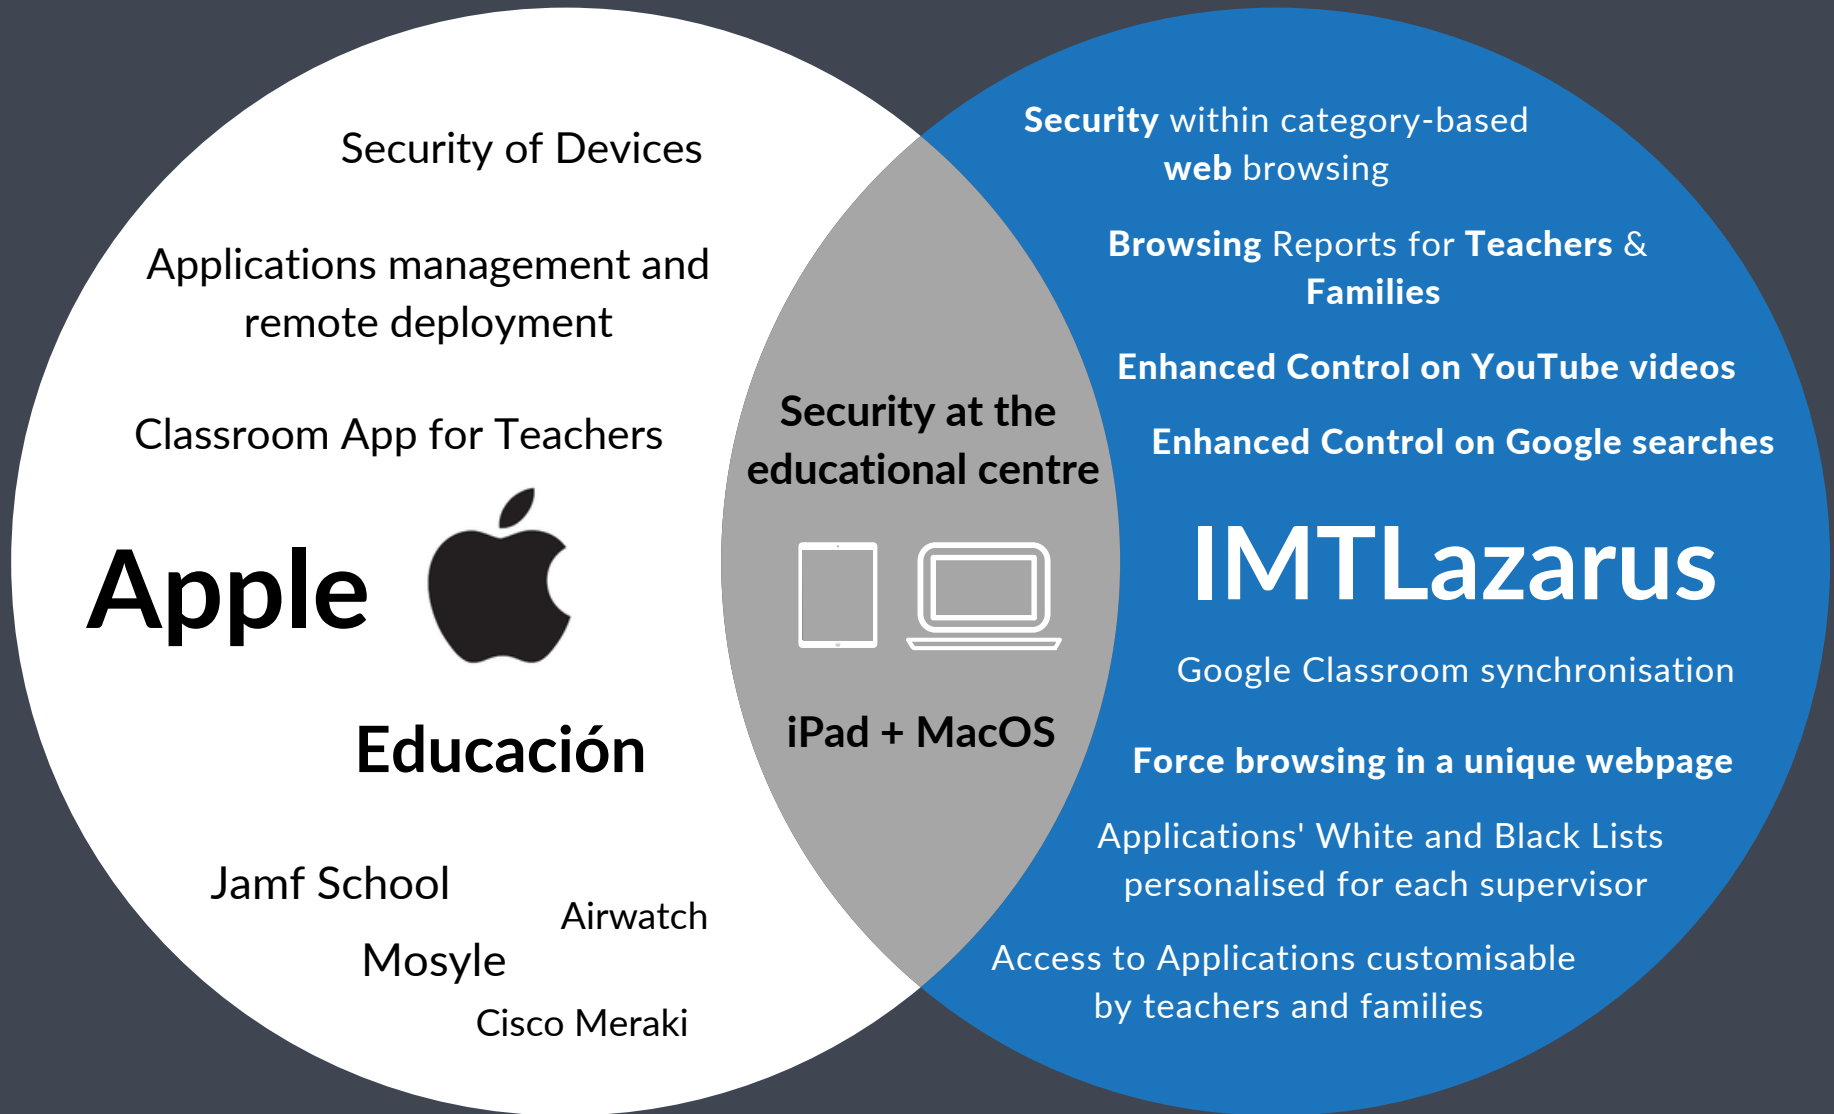 Security of Devices
Applications management and
remote deployment
Classroom App for Teachers
Apple
Educación
Jamf School
Airwatch
Mosyle
Cisco Meraki
Security at the
educational centre
iPad + MacOS
Security within category-based
web browsing
Browsing Reports for Teachers &
Families
Enhanced Control on YouTube videos
Enhanced Control on Google searches
IMTLazarus
Google Classroom synchronisation
Force browsing in a unique webpage
Applications' White and Black Lists
personalised for each supervisor
Access to Applications customisable
by teachers and families